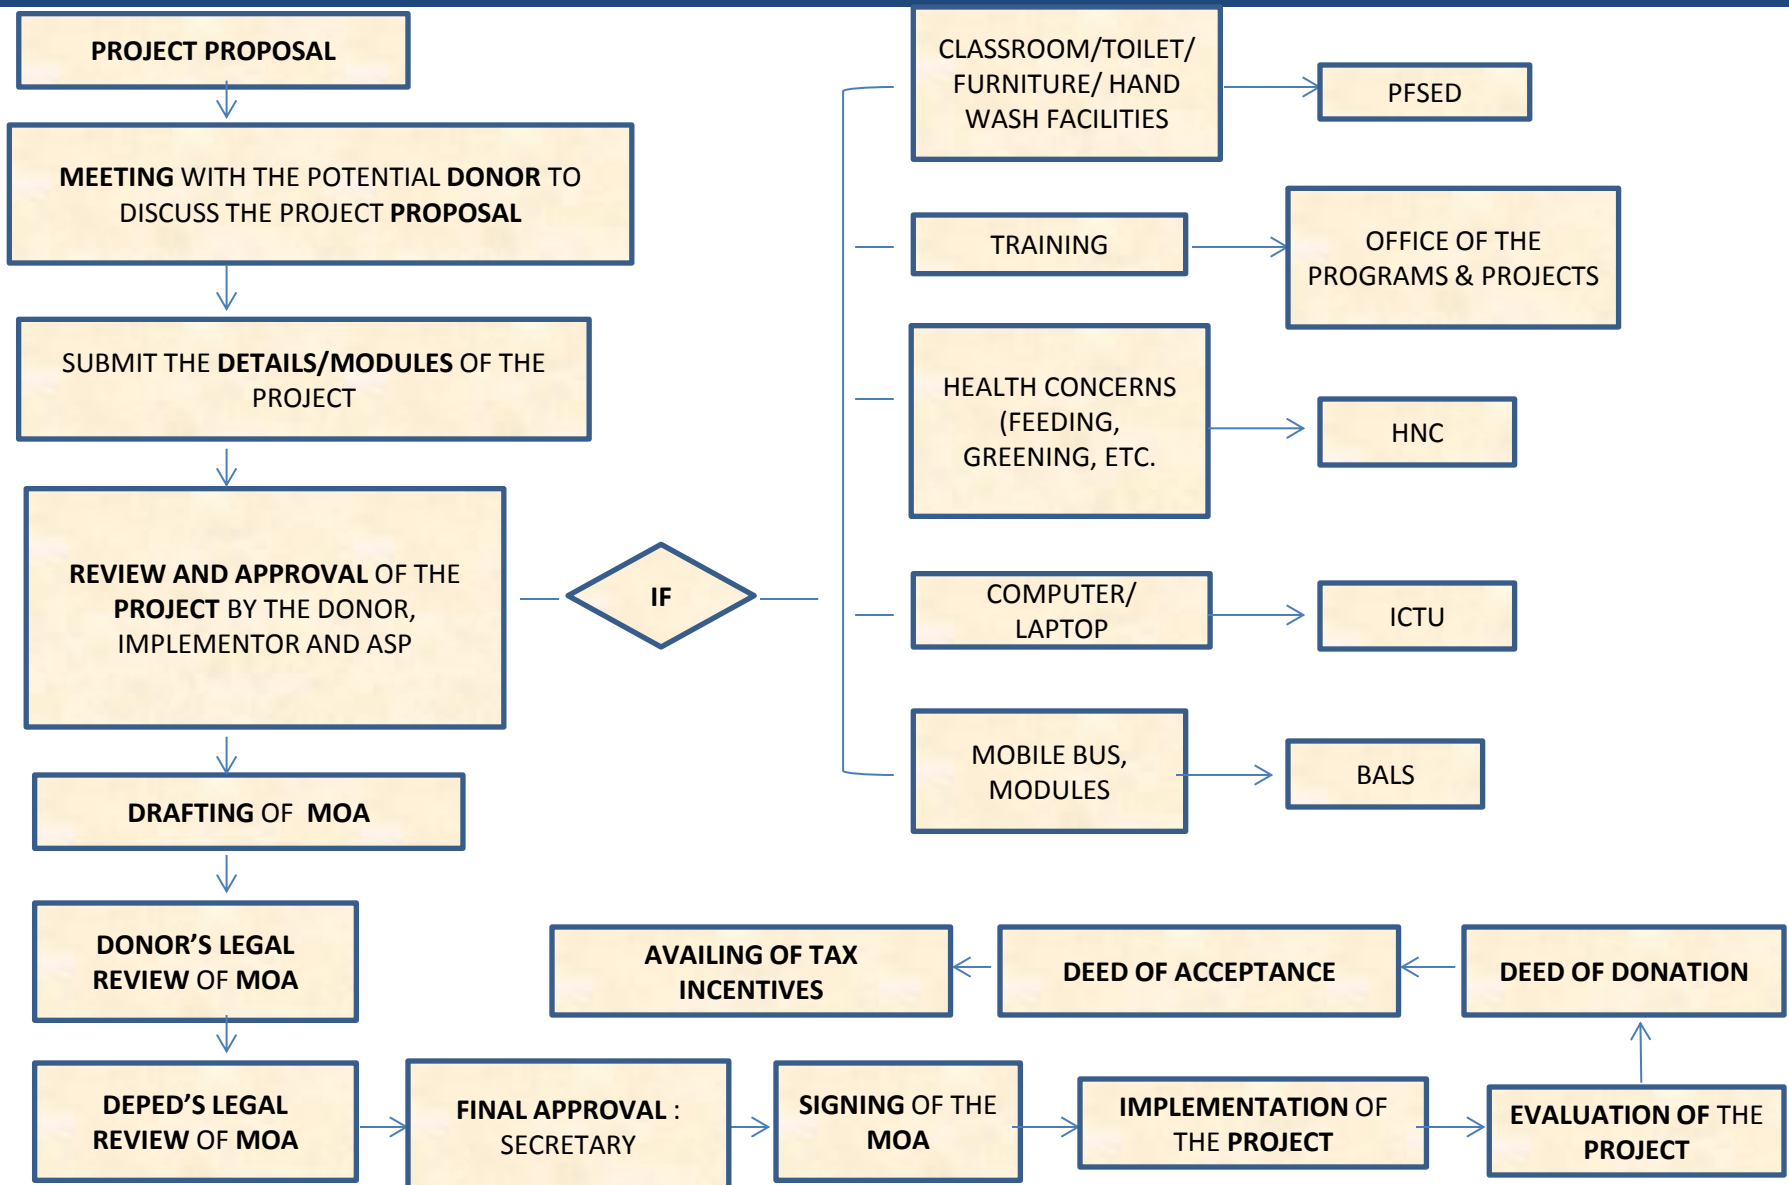 PROJECT PROPOSAL
MEETING WITH THE POTENTIAL DONOR TO
DISCUSS THE PROJECT PROPOSAL
SUBMIT THE DETAILS/MODULES OF THE
PROJECT
REVIEW AND APPROVAL OF THE
PROJECT BY THE DONOR,
IMPLEMENTOR AND ASP
IF
CLASSROOM/TOILET/
FURNITURE/ HAND
WASH FACILITIES
PFSED
TRAINING
OFFICE OF THE
PROGRAMS & PROJECTS
HEALTH CONCERNS
(FEEDING,
GREENING, ETC.
HNC
COMPUTER/
LAPTOP
ICTU
MOBILE BUS,
MODULES
BALS
DRAFTING OF MOA
DONOR’S LEGAL
REVIEW OF MOA
DEPED’S LEGAL
REVIEW OF MOA
FINAL APPROVAL :
SECRETARY
SIGNING OF THE
MOA
IMPLEMENTATION OF
THE PROJECT
EVALUATION OF THE
PROJECT
DEED OF DONATION
DEED OF ACCEPTANCE
AVAILING OF TAX
INCENTIVES